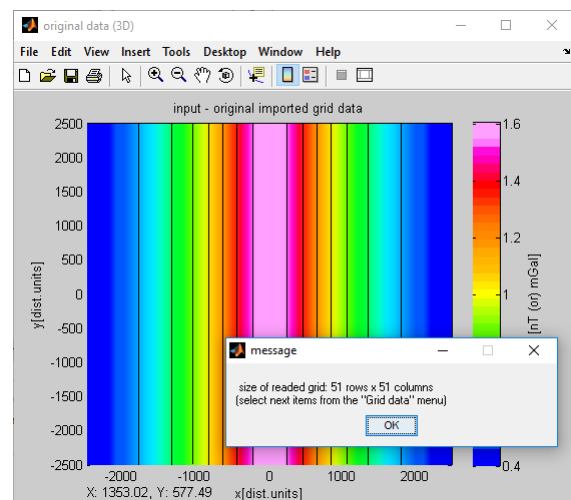 original data (3D)
File Edit View Insert Tools Desktop Window Help
input - original imported grid data
2500
2000
1500
1000
500
0
-500
-1000
-1500
-2000
-2500
y[dist.units]
-2000 -1000 0 1000 2000
x[dist.units]
X: 1353.02, Y: 577.49
1.6
1.4
1.2
1
0.4
[nT (or) mGal]
message
size of readed grid: 51 rows x 51 columns
(select next items from the "Grid data" menu)
OK